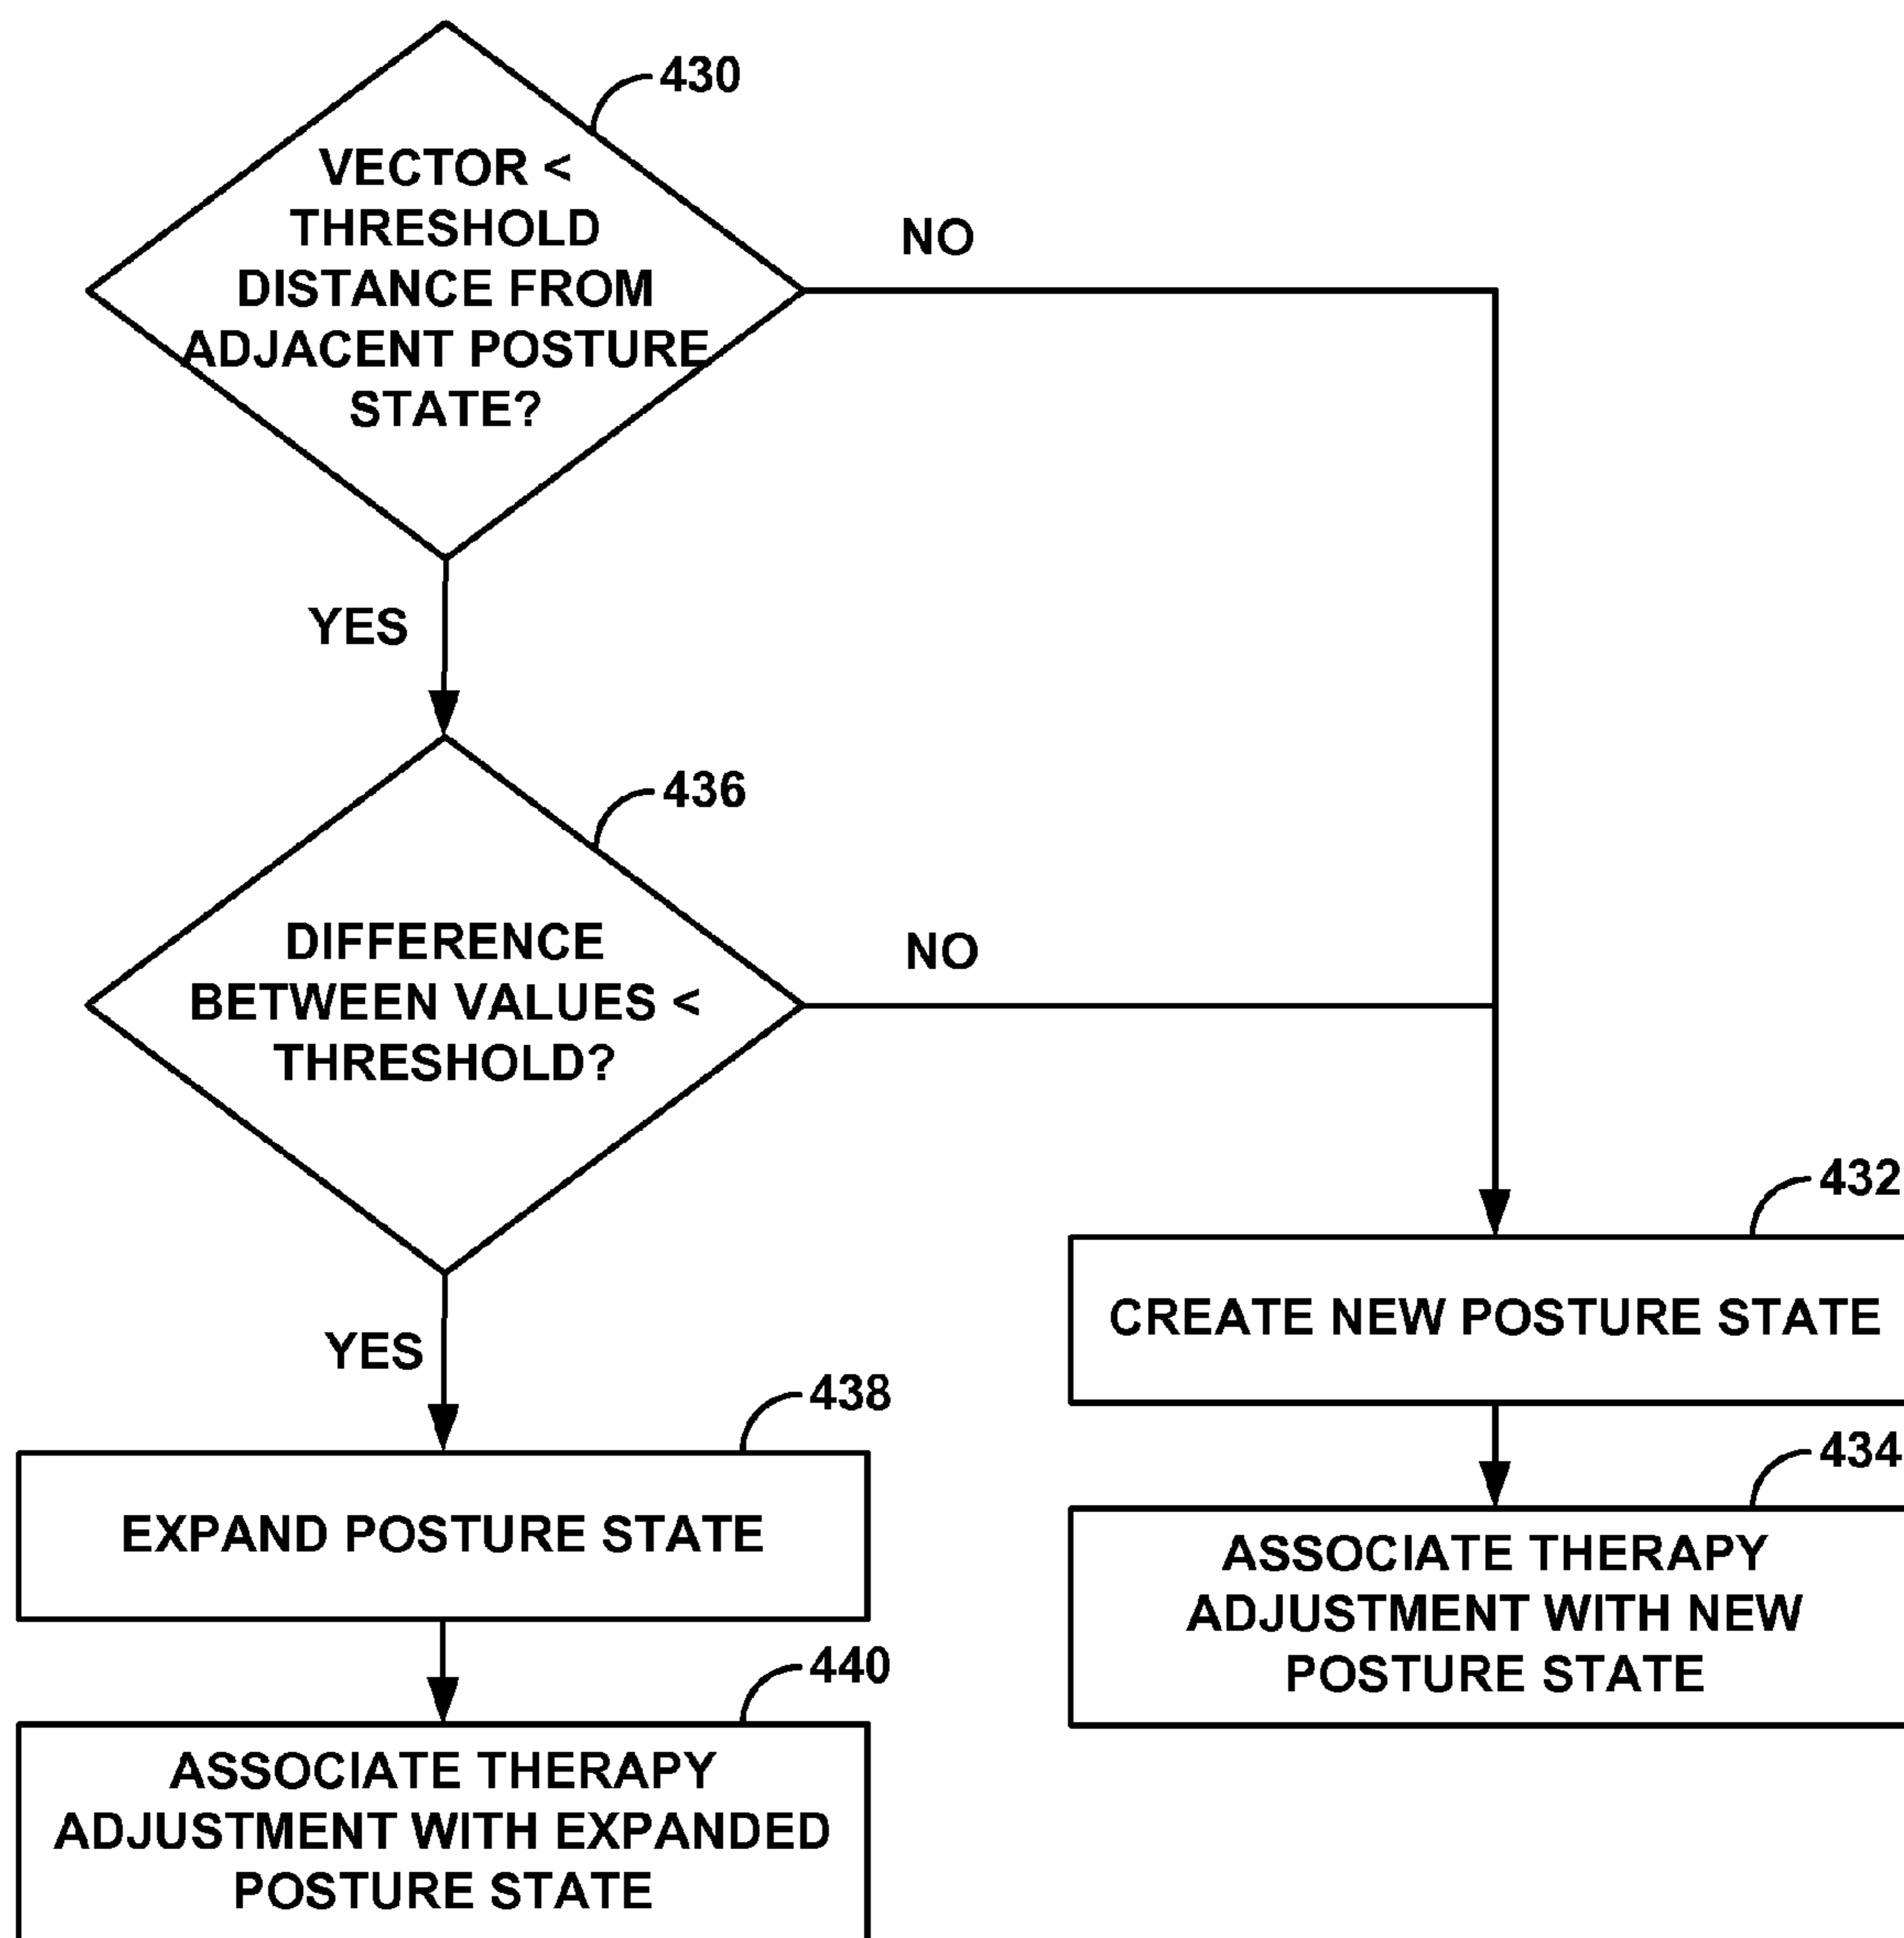 430
VECTOR <
THRESHOLD
DISTANCE FROM
ADJACENT POSTURE
STATE?
NO
YES
436
DIFFERENCE
BETWEEN VALUES <
THRESHOLD?
NO
432
CREATE NEW POSTURE STATE
YES
438
434
EXPAND POSTURE STATE
ASSOCIATE THERAPY
ADJUSTMENT WITH NEW
POSTURE STATE
440
ASSOCIATE THERAPY
ADJUSTMENT WITH EXPANDED
POSTURE STATE